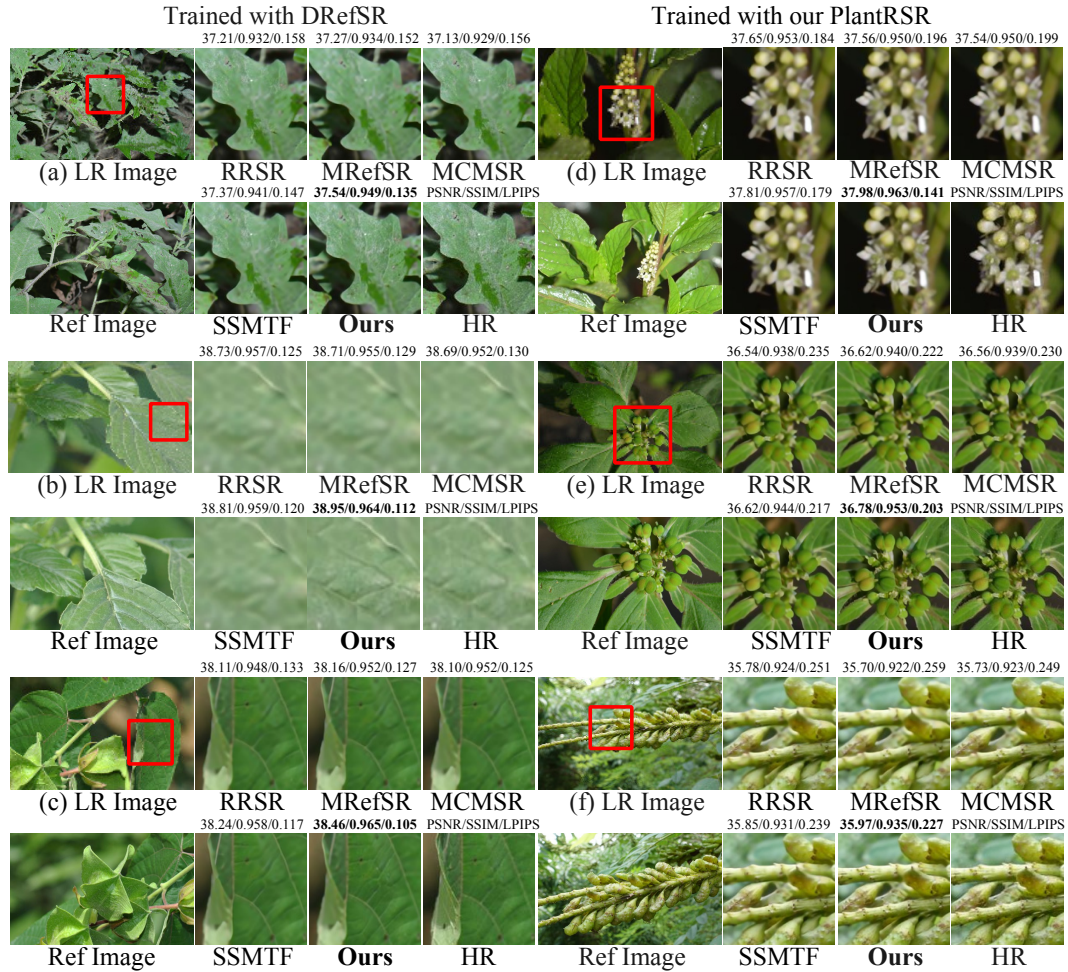 Trained with DRefSR
Trained with our PlantRSR
37.21/0.932/0.158 37.27/0.934/0.152 37.13/0.929/0.156
37.65/0.953/0.184 37.56/0.950/0.196 37.54/0.950/0.199
(a) LR Image RRSR MRefSR MCMSR
(d) LR Image RRSR MRefSR MCMSR
37.37/0.941/0.147 37.54/0.949/0.135 PSNR/SSIM/LPIPS
37.81/0.957/0.179 37.98/0.963/0.141 PSNR/SSIM/LPIPS
Ref Image SSMTF Ours HR
Ref Image SSMTF Ours HR
38.73/0.957/0.125 38.71/0.955/0.129 38.69/0.952/0.130
36.54/0.938/0.235 36.62/0.940/0.222 36.56/0.939/0.230
(b) LR Image RRSR MRefSR MCMSR
(e) LR Image RRSR MRefSR MCMSR
38.81/0.959/0.120 38.95/0.964/0.112 PSNR/SSIM/LPIPS
36.62/0.944/0.217 36.78/0.953/0.203 PSNR/SSIM/LPIPS
Ref Image SSMTF Ours HR
Ref Image SSMTF Ours HR
38.11/0.948/0.133 38.16/0.952/0.127 38.10/0.952/0.125
35.78/0.924/0.251 35.70/0.922/0.259 35.73/0.923/0.249
(c) LR Image RRSR MRefSR MCMSR
(f) LR Image RRSR MRefSR MCMSR
38.24/0.958/0.117 38.46/0.965/0.105 PSNR/SSIM/LPIPS
35.85/0.931/0.239 35.97/0.935/0.227 PSNR/SSIM/LPIPS
Ref Image SSMTF Ours HR
Ref Image SSMTF Ours HR